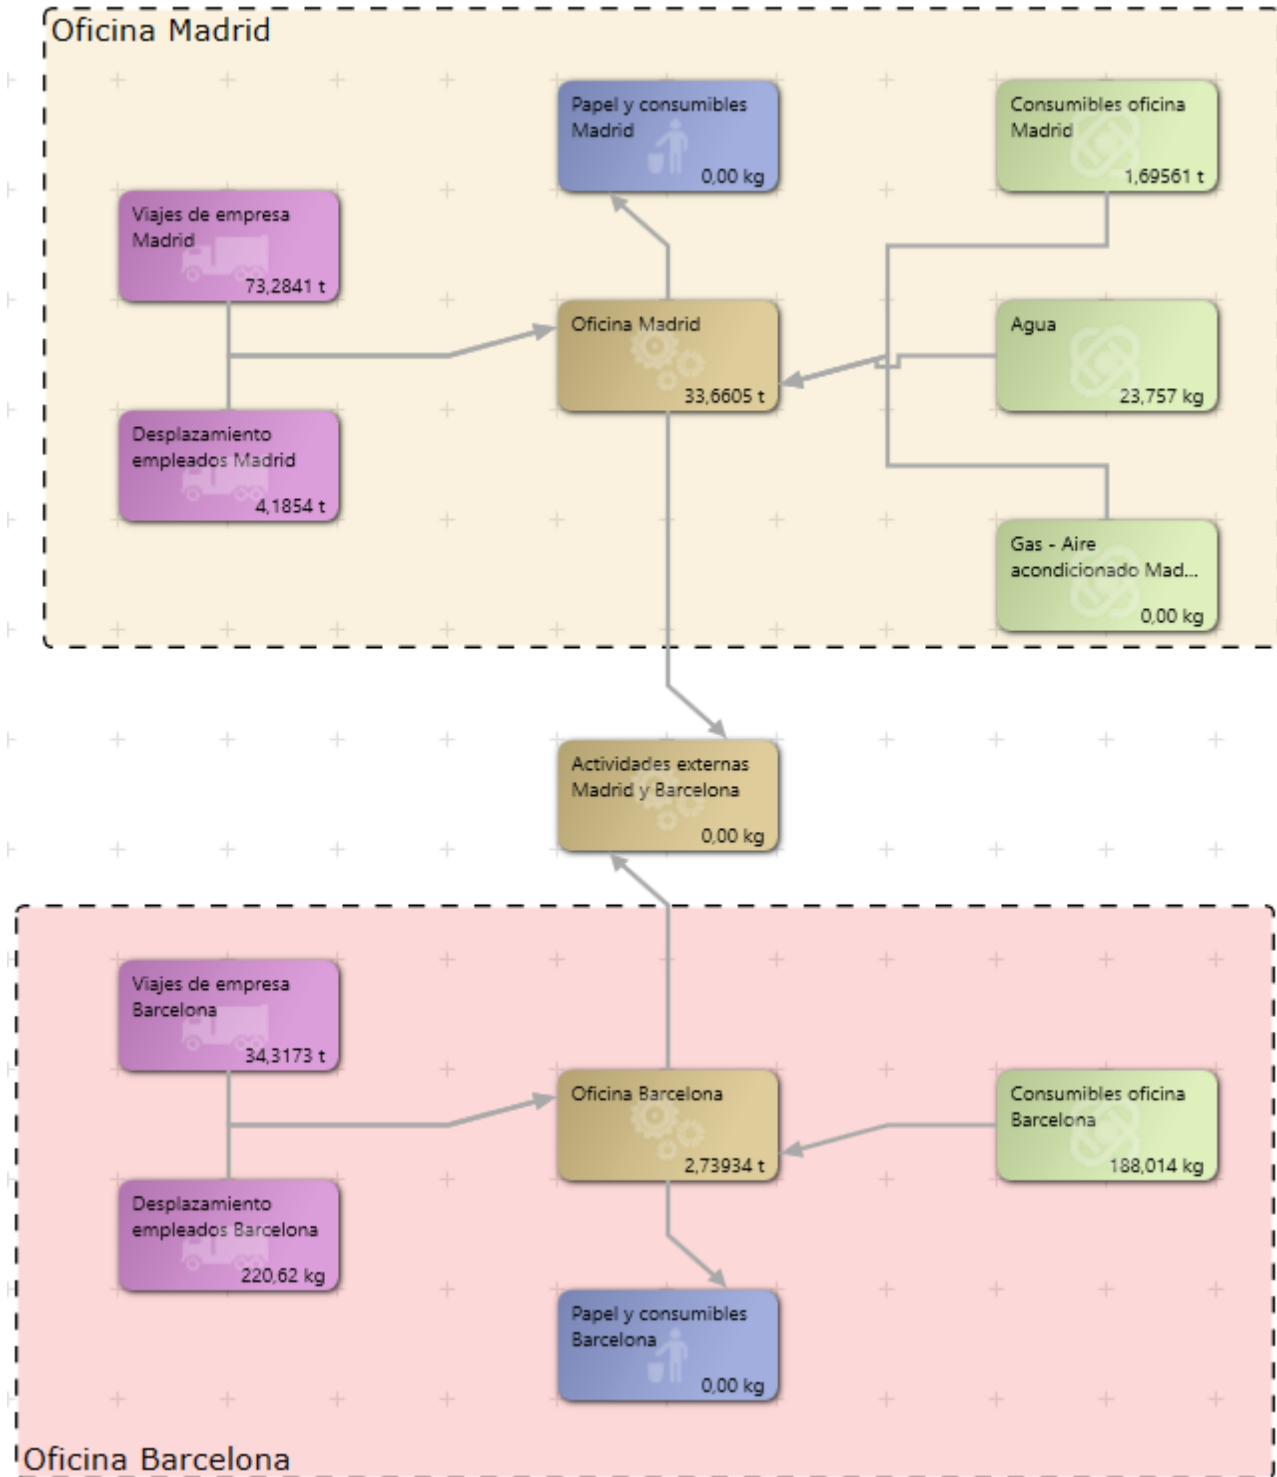 Oficina Madrid
Papel y consumibles
Madrid
0,00 kg
Consumibles oficina
Madrid
1,69561 t
Viajes de empresa
Madrid
73,2841 t
Oficina Madrid
33,6605 t
Agua
23,757 kg
Desplazamiento
empleados Madrid
4,1854 t
Gas - Aire
acondicionado Mad...
0,00 kg
Actividades externas
Madrid y Barcelona
0,00 kg
Viajes de empresa
Barcelona
34,3173 t
Oficina Barcelona
2,73934 t
Consumibles oficina
Barcelona
188,014 kg
Desplazamiento
empleados Barcelona
220,62 kg
Papel y consumibles
Barcelona
0,00 kg
Oficina Barcelona